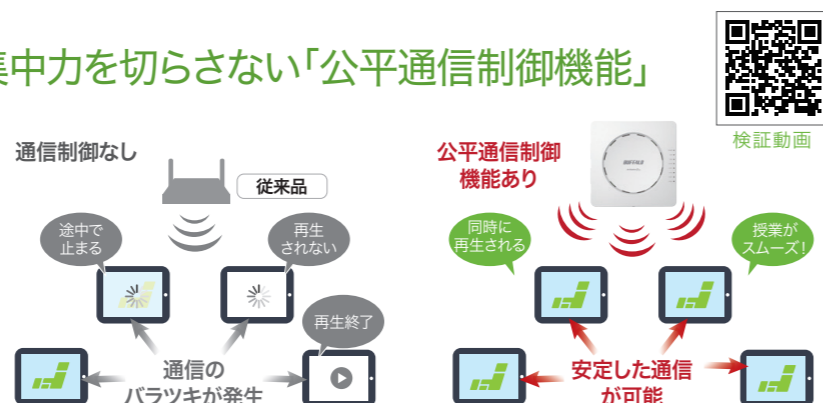 集中力を切らさない「公平通信制御機能」
検証動画
通信制御なし
従来品
途中で
止まる
再生
されない
再生終了
通信の
バラツキが発生
公平通信制御
機能あり
BUFFALO
同時に
再生される
授業が
スムーズ！
安定した通信
が可能